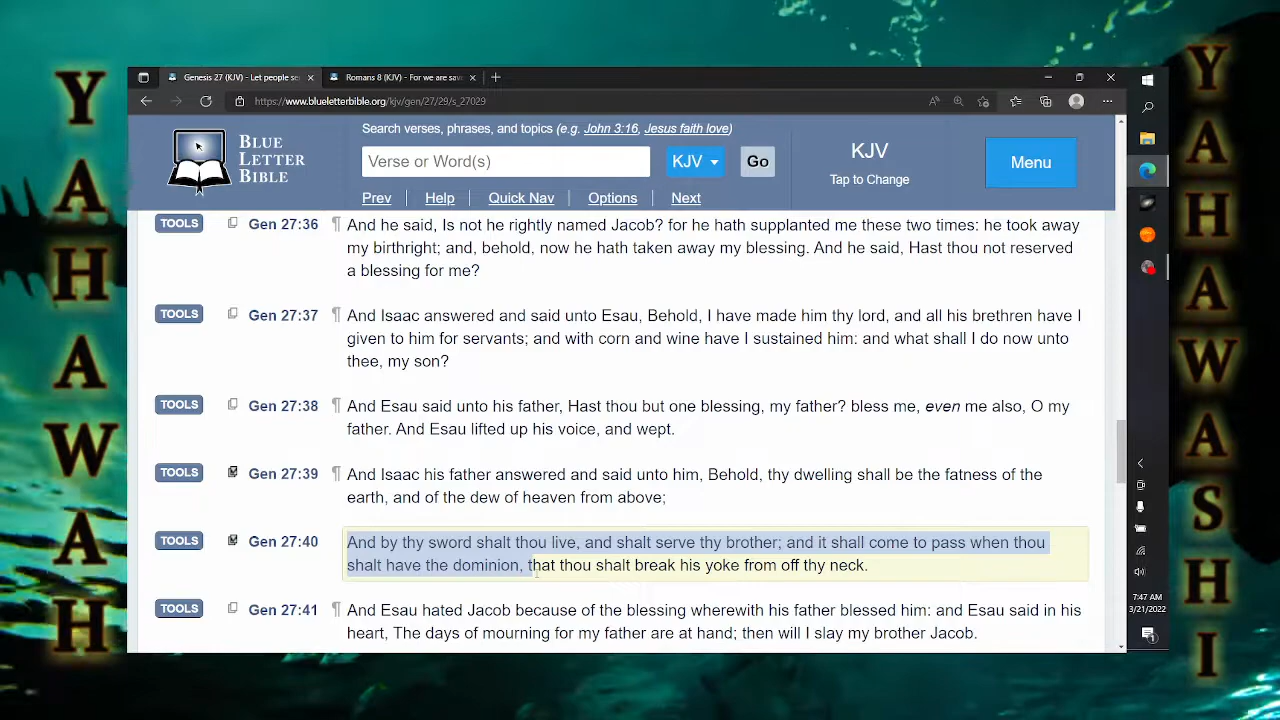 YAHAWAH
YAHAWASHI
Genesis 27 (KJV) - Let people se
Romans 8 (KJV) - For we are sav
https://www.blueletterbible.org/kjv/gen/27/29/s_27029
BLUE
LETTER
BIBLE
Search verses, phrases, and topics (e.g. John 3:16, Jesus faith love)
Verse or Word(s)
KJV
Go
Prev
Help
Quick Nav
Options
Next
KJV
Tap to Change
Menu
TOOLS Gen 27:36 ¶ And he said, Is not he rightly named Jacob? for he hath supplanted me these two times: he took away
my birthright; and, behold, now he hath taken away my blessing. And he said, Hast thou not reserved
a blessing for me?
TOOLS Gen 27:37 ¶ And Isaac answered and said unto Esau, Behold, I have made him thy lord, and all his brethren have I
given to him for servants; and with corn and wine have I sustained him: and what shall I do now unto
thee, my son?
TOOLS Gen 27:38 ¶ And Esau said unto his father, Hast thou but one blessing, my father? bless me, even me also, O my
father. And Esau lifted up his voice, and wept.
TOOLS Gen 27:39 ¶ And Isaac his father answered and said unto him, Behold, thy dwelling shall be the fatness of the
earth, and of the dew of heaven from above;
TOOLS Gen 27:40 And by thy sword shalt thou live, and shalt serve thy brother; and it shall come to pass when thou
shalt have the dominion, that thou shalt break his yoke from off thy neck.
TOOLS Gen 27:41 ¶ And Esau hated Jacob because of the blessing wherewith his father blessed him: and Esau said in his
heart, The days of mourning for my father are at hand; then will I slay my brother Jacob.
7:47 AM
3/21/2022
1